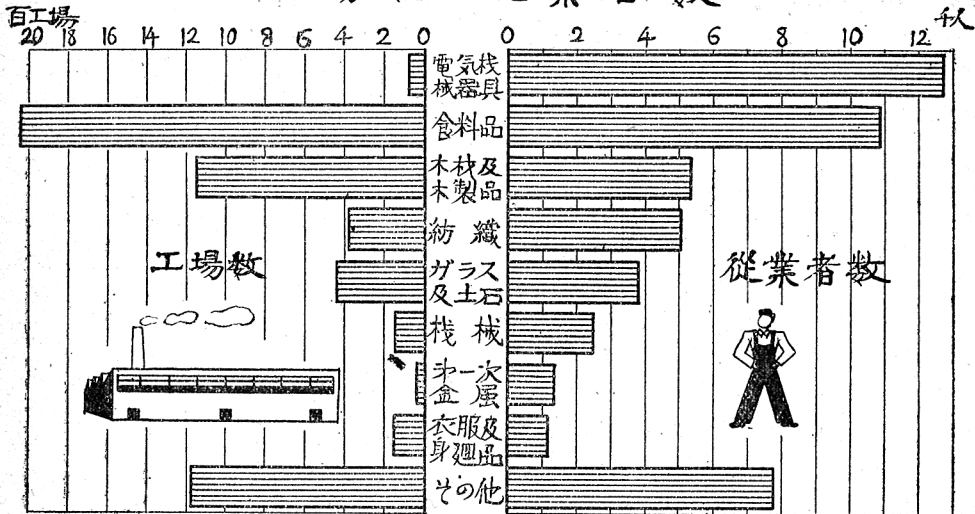 百工場
千人
20 18 16 14 12 10 8 6 4 2 0
0 2 4 6 8 10 12
電気桟
械器具
食料品
木材及
木製品
紡織
ガラス
及土石
桟械
㐧一次
金属
衣服及
身廻品
その他
工場数
従業者数